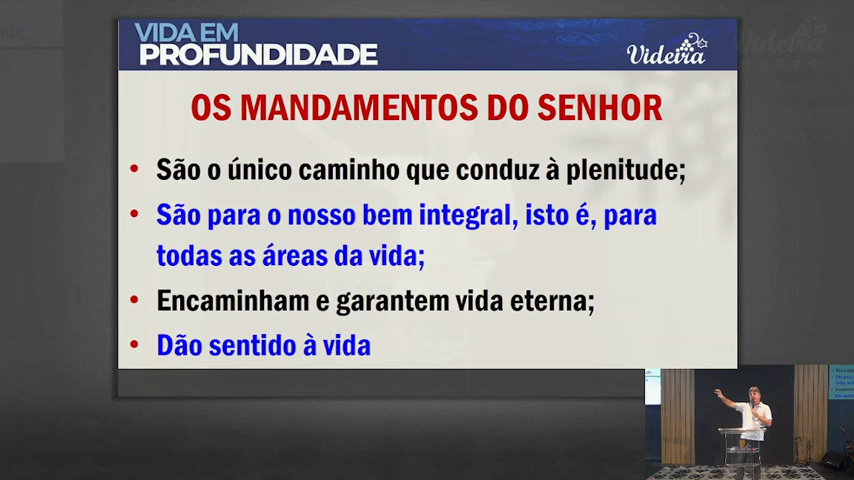 VIDA EM
PROFUNDIDADE
Videira
Videira
OS MANDAMENTOS DO SENHOR
• São o único caminho que conduz à plenitude;
• São para o nosso bem integral, isto é, para
todas as áreas da vida;
• Encaminham e garantem vida eterna;
• Dão sentido à vida